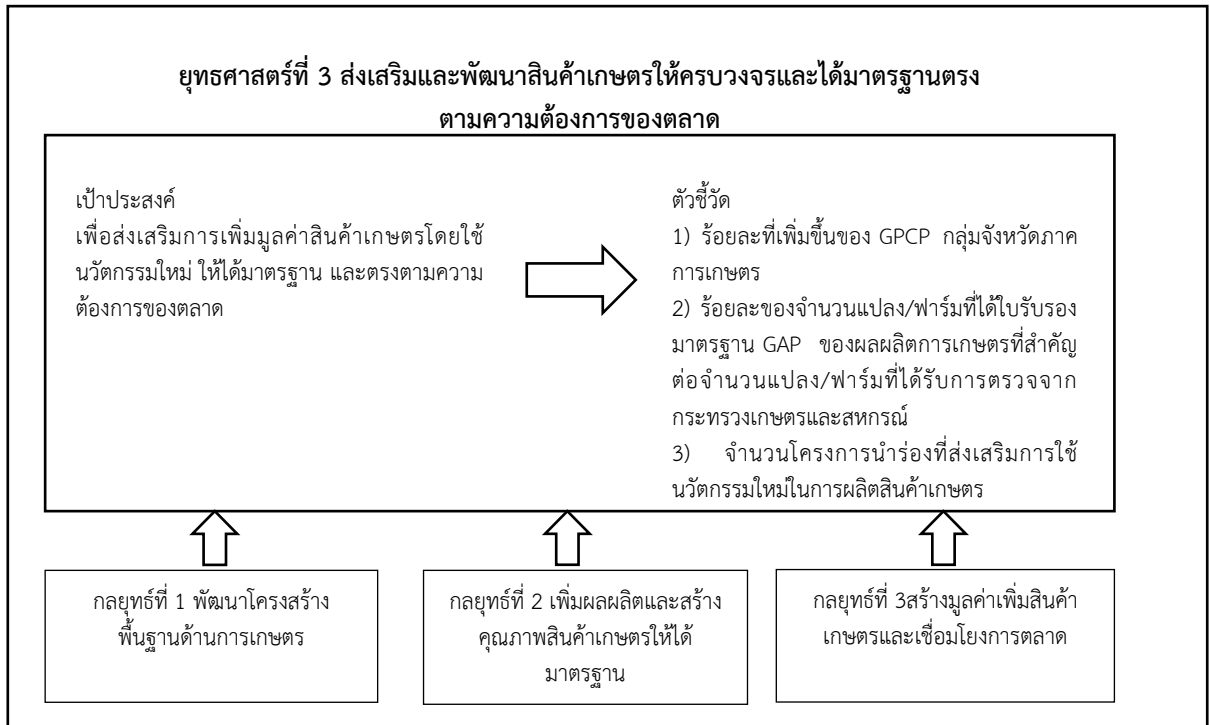 ยุทธศาสตร์ที่ 3 ส่งเสริมและพัฒนาสินค้าเกษตรให้ครบวงจรและได้มาตรฐานตรง
ตามความต้องการของตลาด
เป้าประสงค์
เพื่อส่งเสริมการเพิ่มมูลค่าสินค้าเกษตรโดยใช้
นวัตกรรมใหม่ ให้ได้มาตรฐาน และตรงตามความ
ต้องการของตลาด
ตัวชี้วัด
1) ร้อยละที่เพิ่มขึ้นของ GPCP กลุ่มจังหวัดภาค
การเกษตร
2) ร้อยละของจำนวนแปลง/ฟาร์มที่ได้ใบรับรอง
มาตรฐาน GAP ของผลผลิตการเกษตรที่สำคัญ
ต่อจำนวนแปลง/ฟาร์มที่ได้รับการตรวจจาก
กระทรวงเกษตรและสหกรณ์
3) จำนวนโครงการนำร่องที่ส่งเสริมการใช้
นวัตกรรมใหม่ในการผลิตสินค้าเกษตร
กลยุทธ์ที่ 1 พัฒนาโครงสร้าง
พื้นฐานด้านการเกษตร
กลยุทธ์ที่ 2 เพิ่มผลผลิตและสร้าง
คุณภาพสินค้าเกษตรให้ได้
มาตรฐาน
กลยุทธ์ที่ 3สร้างมูลค่าเพิ่มสินค้า
เกษตรและเชื่อมโยงการตลาด